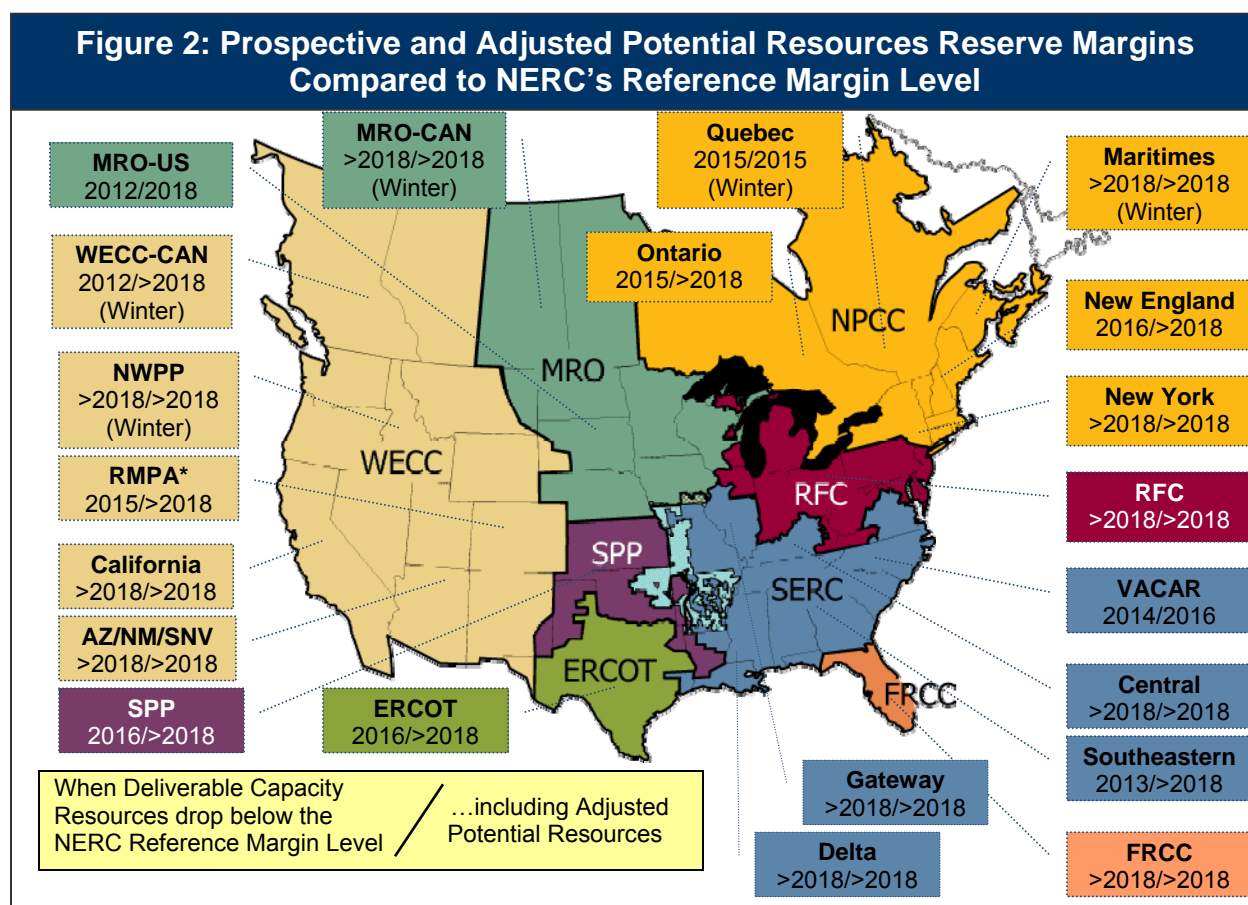 Figure 2: Prospective and Adjusted Potential Resources Reserve Margins
Compared to NERC's Reference Margin Level
MRO-US
2012/2018
MRO-CAN
>2018/>2018
(Winter)
Quebec
2015/2015
(Winter)
Maritimes
>2018/>2018
(Winter)
WECC-CAN
2012/>2018
(Winter)
Ontario
2015/>2018
New England
2016/>2018
NWPP
>2018/>2018
(Winter)
New York
>2018/>2018
RMPA*
2015/>2018
RFC
>2018/>2018
California
>2018/>2018
VACAR
2014/2016
AZ/NM/SNV
>2018/>2018
Central
>2018/>2018
SPP
2016/>2018
ERCOT
2016/>2018
Southeastern
2013/>2018
Gateway
>2018/>2018
Delta
>2018/>2018
FRCC
>2018/>2018
NPCC
MRO
WECC
RFC
SPP
SERC
ERCOT
FRCC
When Deliverable Capacity
Resources drop below the
NERC Reference Margin Level
/
…including Adjusted
Potential Resources